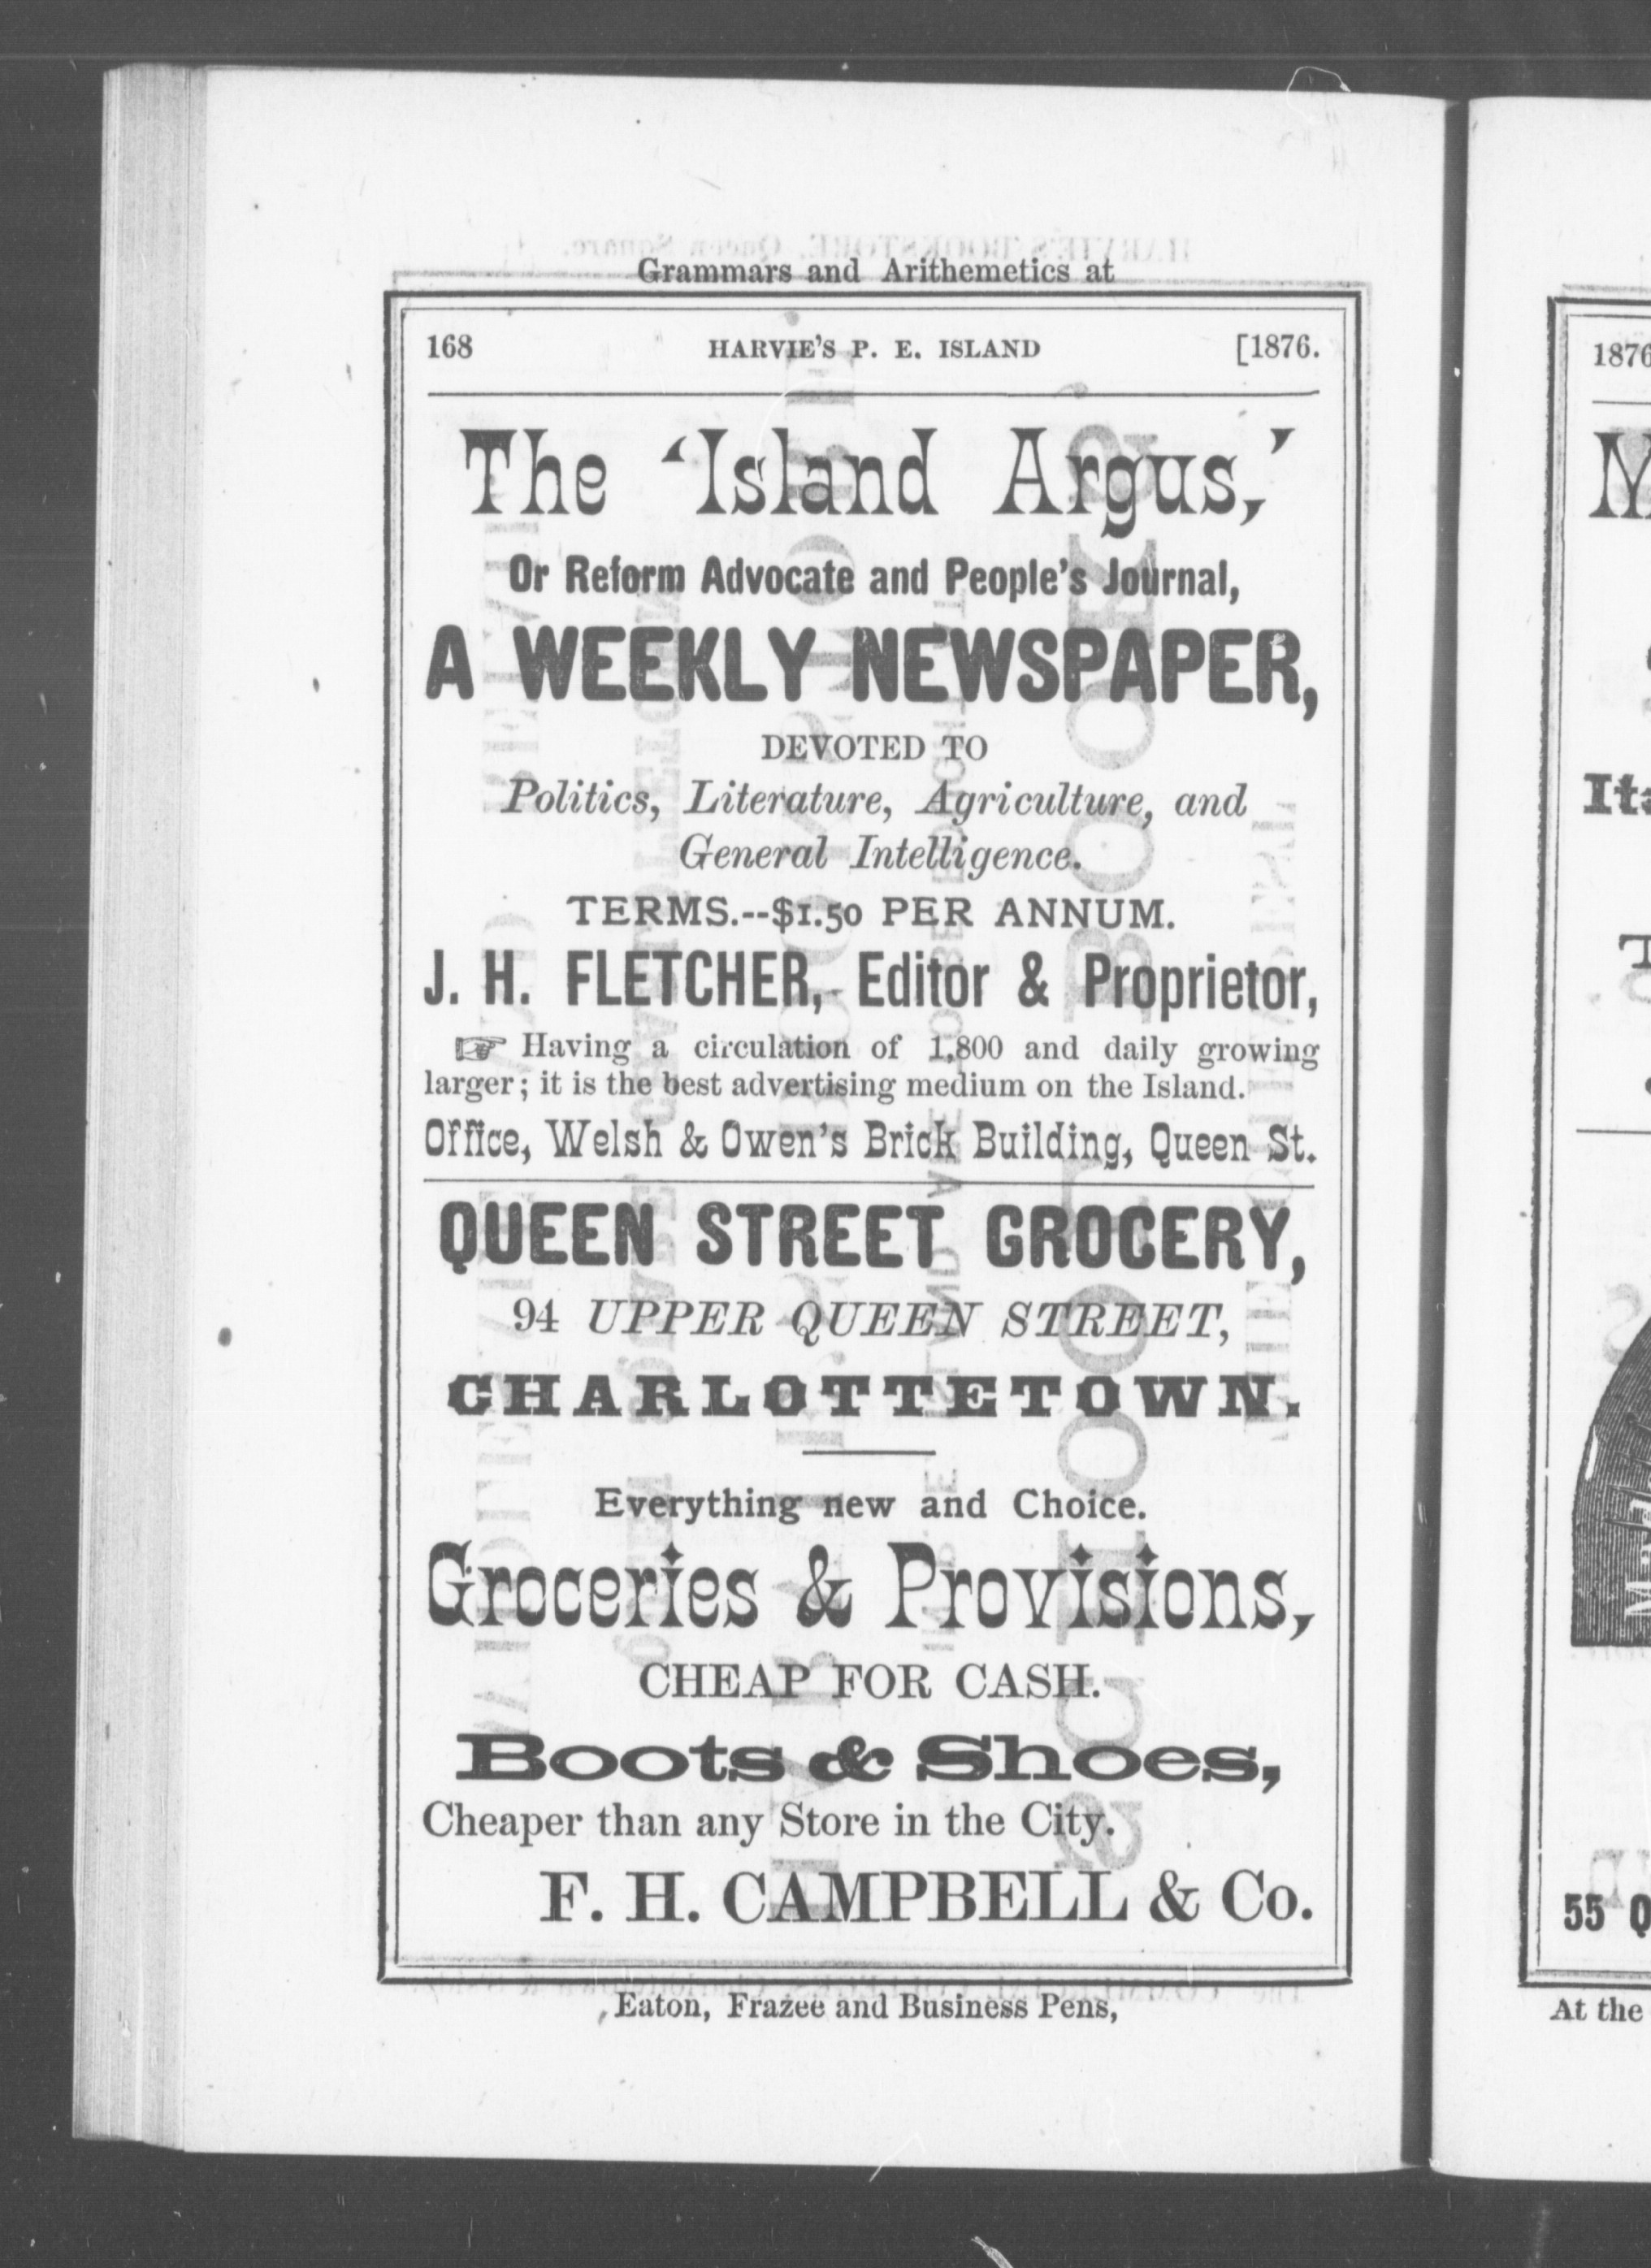 Grammars and Arithemetics at
168 HARVIE'S P. E. ISLAND [1876.
The 'Island Argus,'
Or Reform Advocate and People's Journal,
A WEEKLY NEWSPAPER,
DEVOTED TO
Politics, Literature, Agriculture, and
General Intelligence.
TERMS.--$1.50 PER ANNUM.
J. H. FLETCHER, Editor & Proprietor,
☞ Having a circulation of 1,800 and daily growing
larger; it is the best advertising medium on the Island.
Office, Welsh & Owen's Brick Building, Queen St.
QUEEN STREET GROCERY,
94 UPPER QUEEN STREET,
CHARLOTTETOWN.
Everything new and Choice.
Groceries & Provisions,
CHEAP FOR CASH.
Boots & Shoes,
Cheaper than any Store in the City.
F. H. CAMPBELL & Co.
Eaton, Frazee and Business Pens,
1876
55 Q
At the